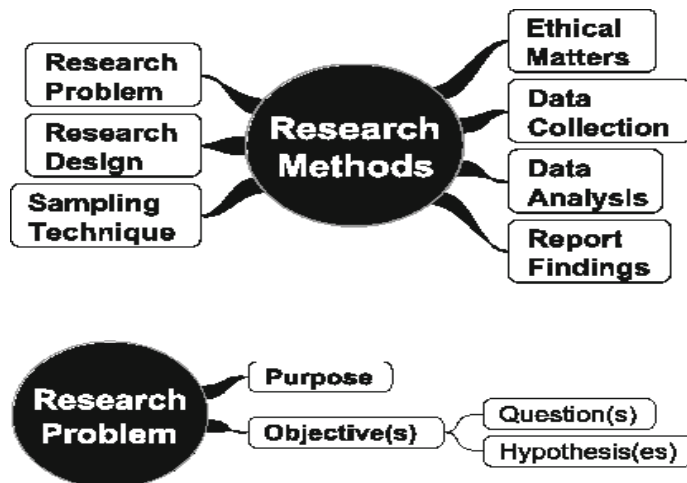 Research
Problem
Research
Design
Sampling
Technique
Research
Methods
Ethical
Matters
Data
Collection
Data
Analysis
Report
Findings
Research
Problem
Purpose
Objective(s)
Question(s)
Hypothesis(es)